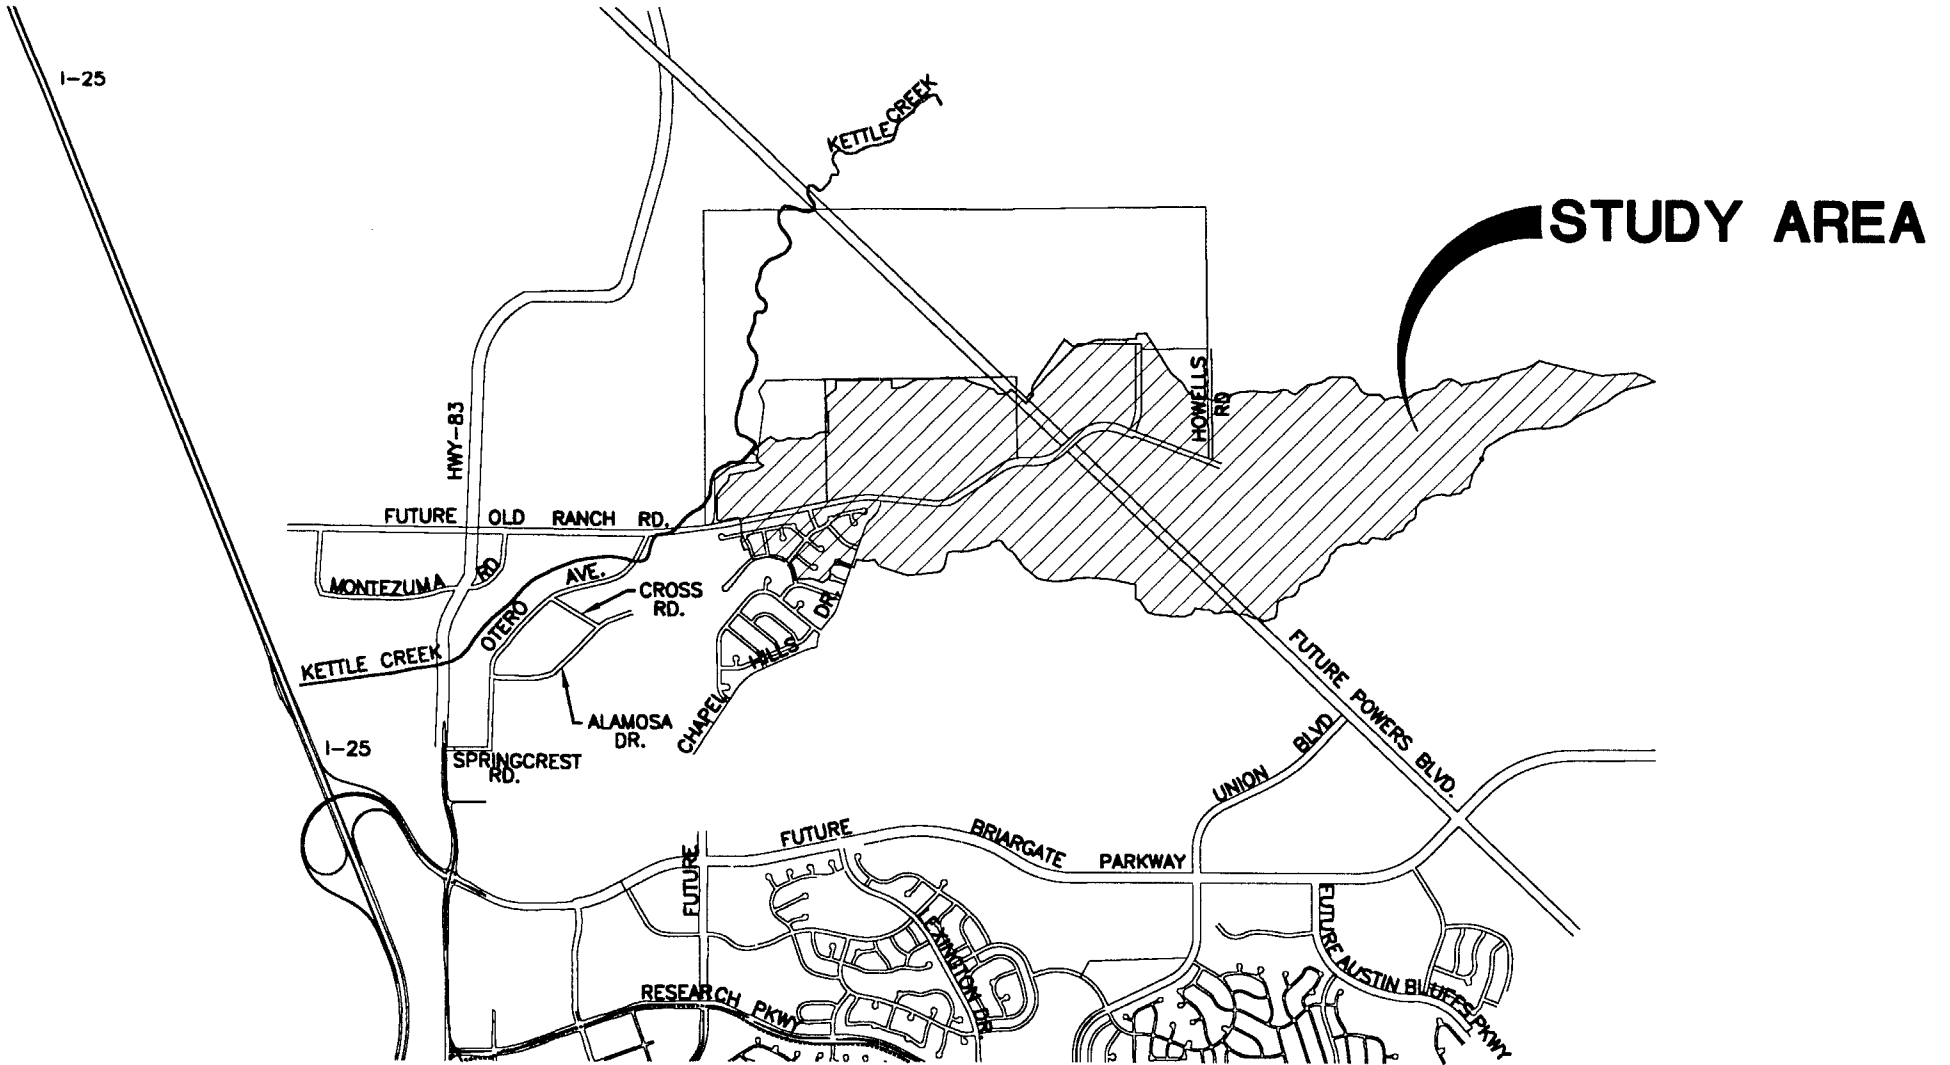 I-25
KETTLE CREEK
STUDY AREA
HWY-83
HOWELLS
RD
FUTURE OLD RANCH RD.
MONTEZUMA RD
OTERO AVE.
CROSS
RD.
KETTLE CREEK
CHAPEL HILLS DR.
ALAMOSA
DR.
FUTURE POWERS BLVD.
I-25
SPRINGCREST
RD.
UNION BLVD
FUTURE BRIARGATE PARKWAY
FUTURE
LEXINGTON DR.
FUTURE AUSTIN BLUFFS PKWY
RESEARCH PKWY